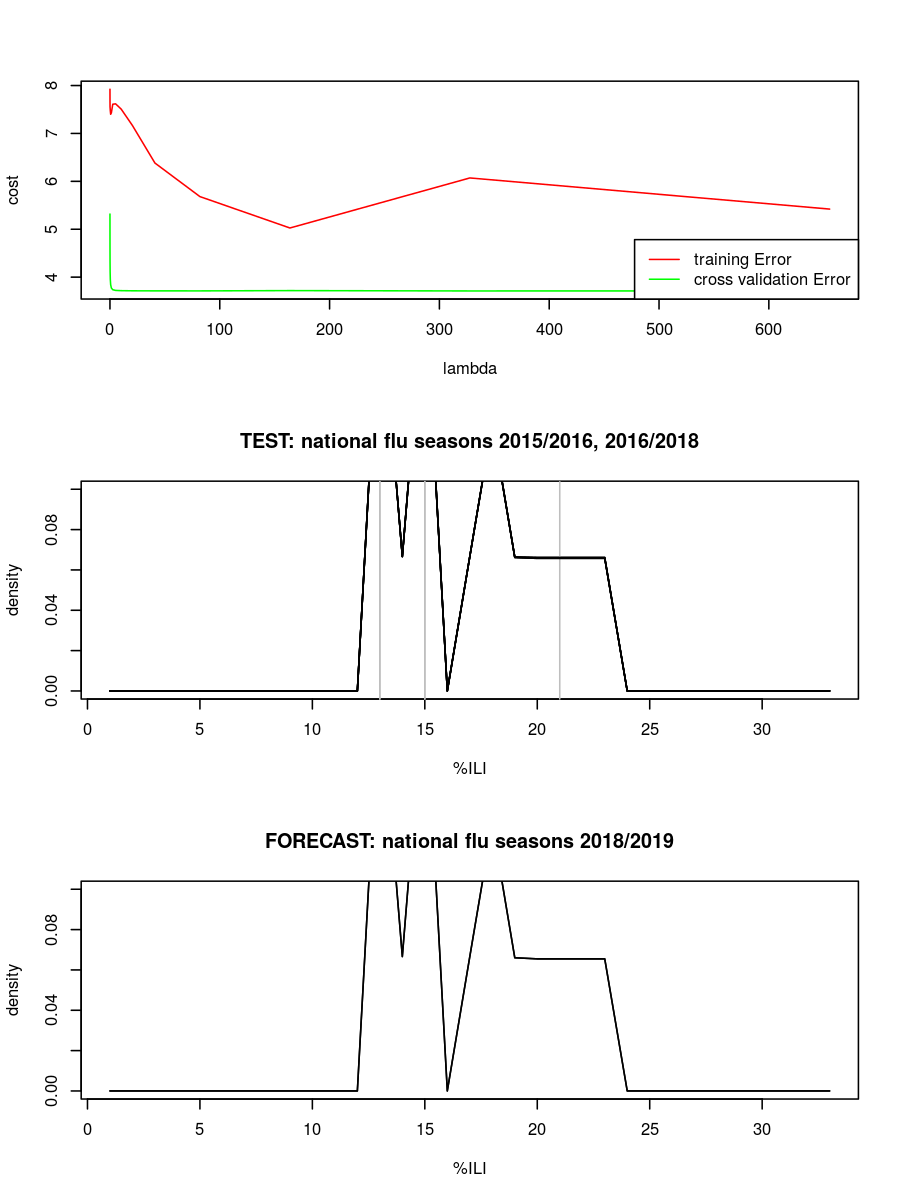 8
7
6
5
4
cost
training Error
cross validation Error
0 100 200 300 400 500 600
lambda
TEST: national flu seasons 2015/2016, 2016/2018
0.08
0.04
0.00
density
0 5 10 15 20 25 30
%ILI
FORECAST: national flu seasons 2018/2019
0.08
0.04
0.00
density
0 5 10 15 20 25 30
%ILI